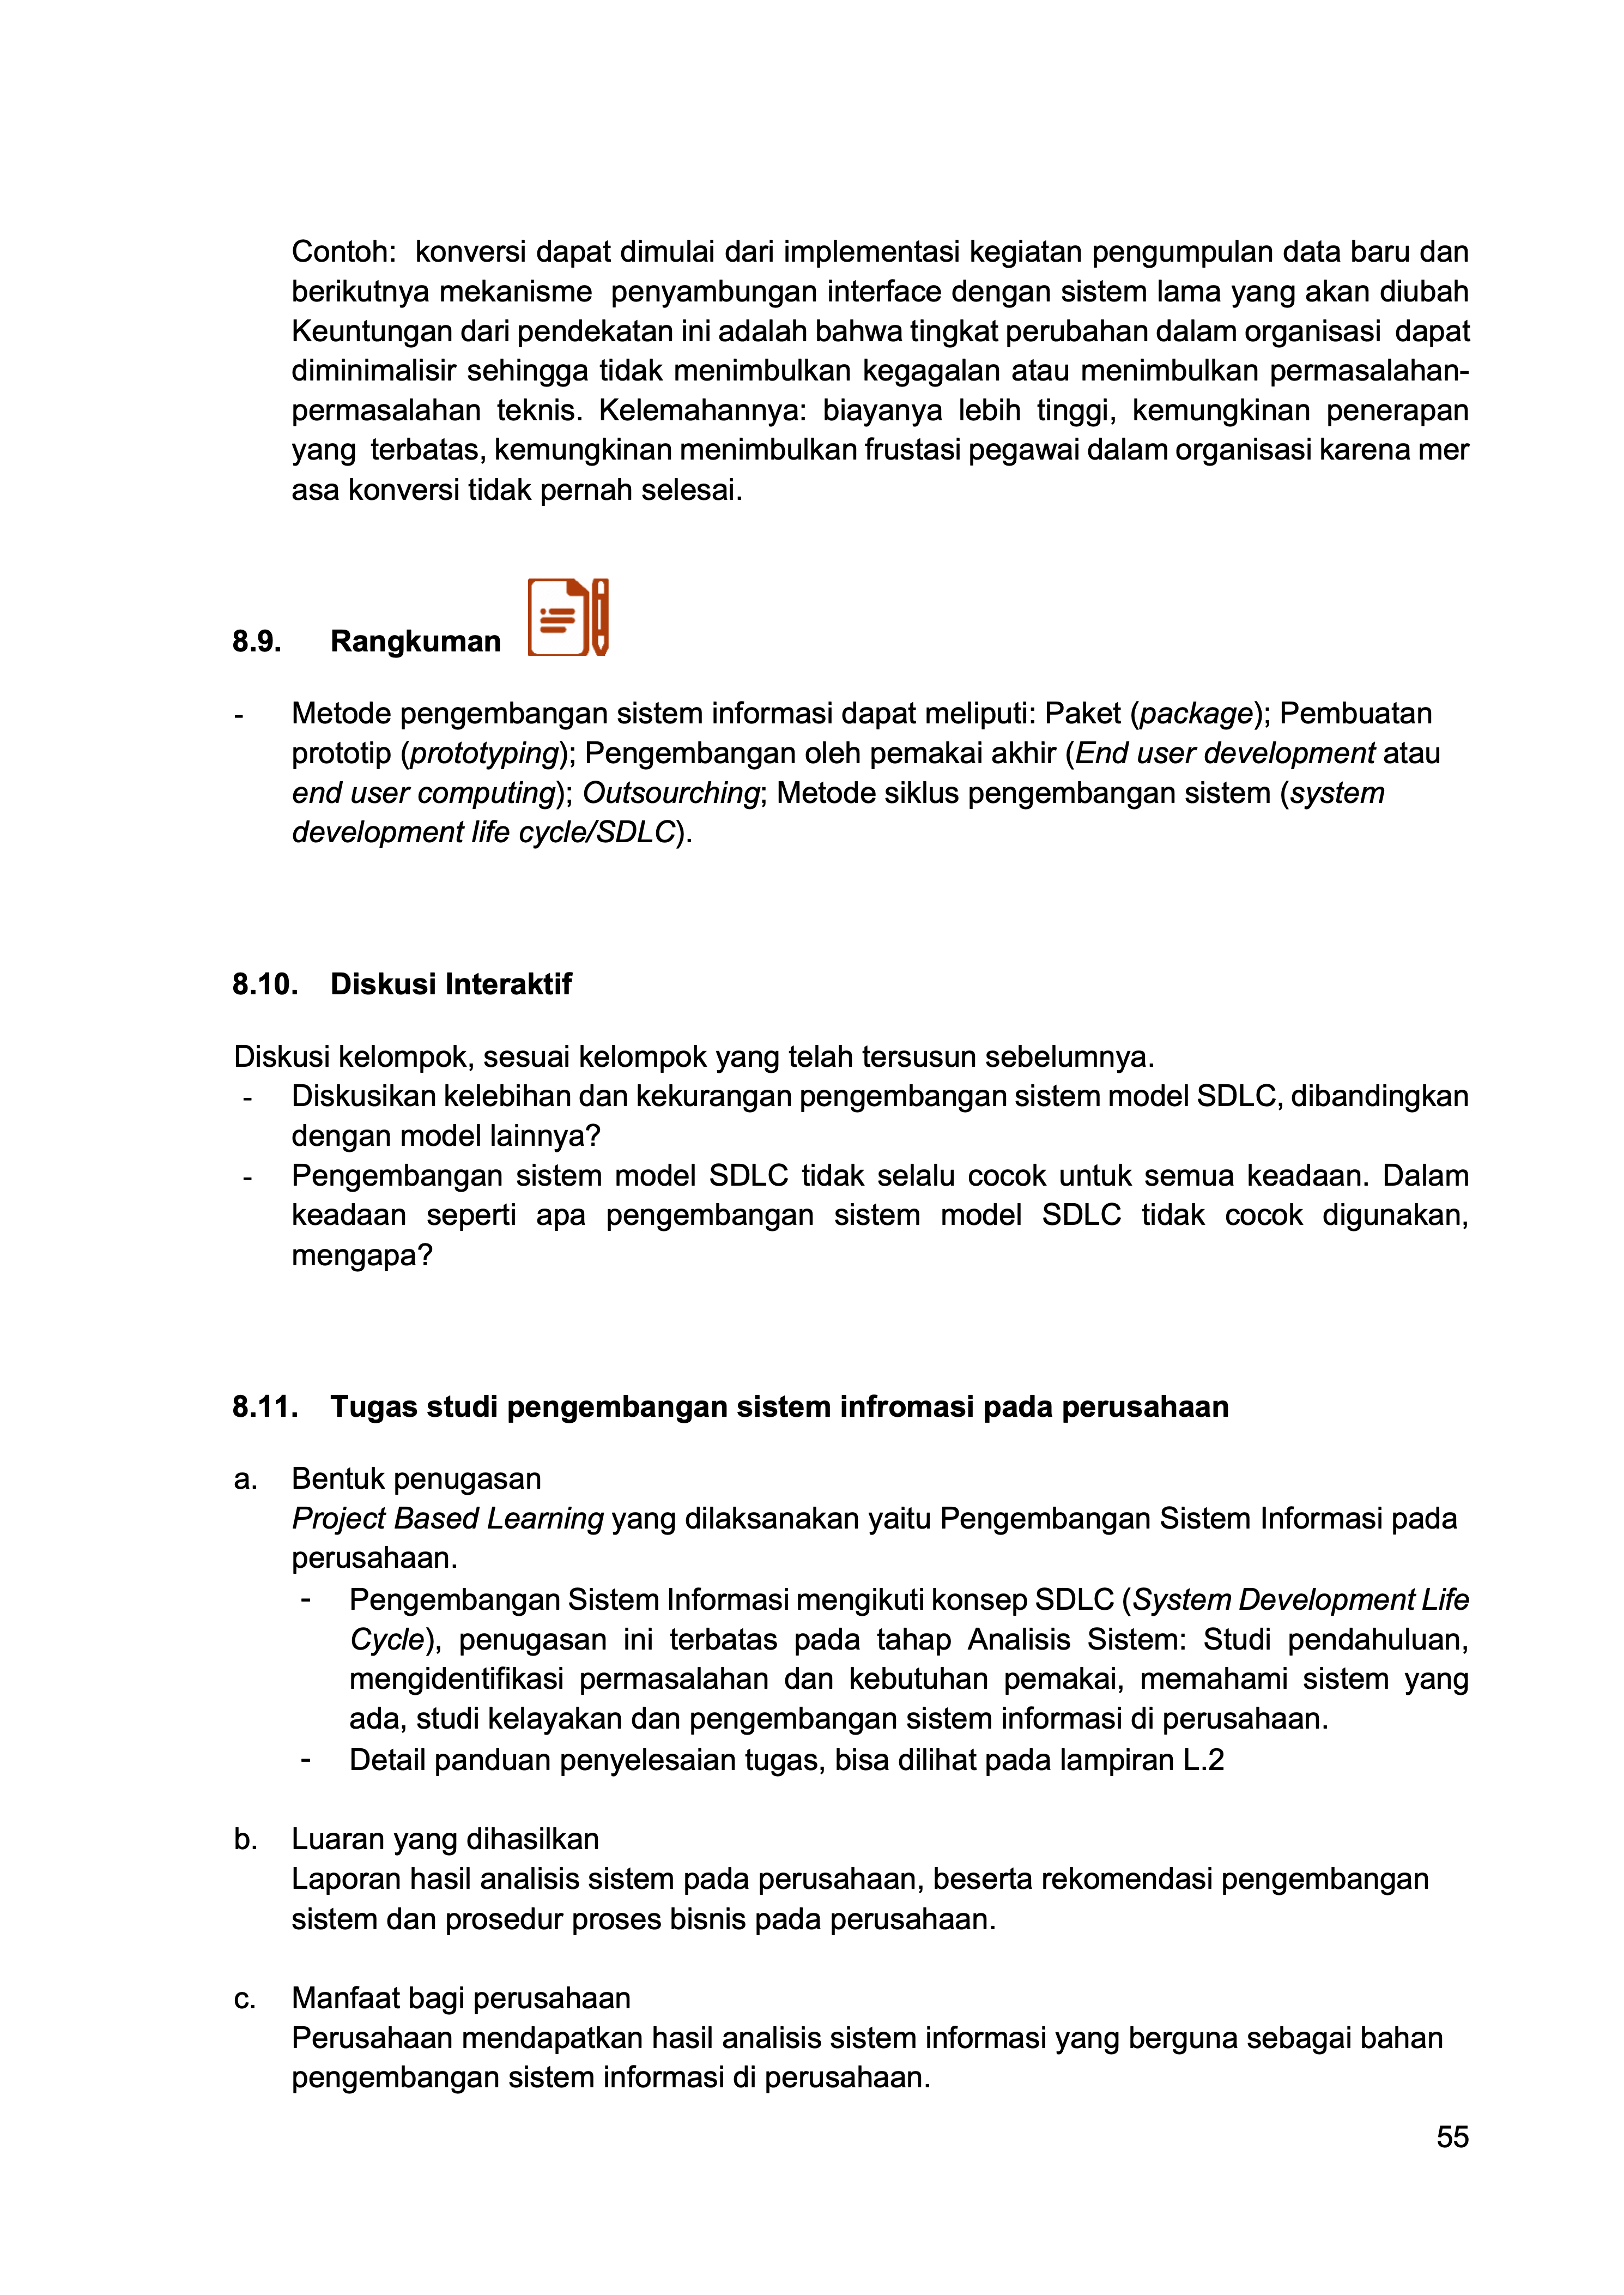 Contoh:  konversi dapat dimulai dari implementasi kegiatan pengumpulan data baru dan
berikutnya mekanisme  penyambungan interface dengan sistem lama yang akan diubah
Keuntungan dari pendekatan ini adalah bahwa tingkat perubahan dalam organisasi  dapat
diminimalisir sehingga tidak menimbulkan kegagalan atau menimbulkan permasalahan-
permasalahan teknis. Kelemahannya: biayanya lebih tinggi, kemungkinan penerapan
yang  terbatas, kemungkinan menimbulkan frustasi pegawai dalam organisasi karena mer
asa konversi tidak pernah selesai.
8.9. Rangkuman
- Metode pengembangan sistem informasi dapat meliputi: Paket (package); Pembuatan
prototip (prototyping); Pengembangan oleh pemakai akhir (End user development atau
end user computing); Outsourching; Metode siklus pengembangan sistem (system
development life cycle/SDLC).
8.10. Diskusi Interaktif
Diskusi kelompok, sesuai kelompok yang telah tersusun sebelumnya.
- Diskusikan kelebihan dan kekurangan pengembangan sistem model SDLC, dibandingkan
dengan model lainnya?
- Pengembangan sistem model SDLC tidak selalu cocok untuk semua keadaan. Dalam
keadaan seperti apa pengembangan sistem model SDLC tidak cocok digunakan,
mengapa?
8.11. Tugas studi pengembangan sistem infromasi pada perusahaan
a. Bentuk penugasan
Project Based Learning yang dilaksanakan yaitu Pengembangan Sistem Informasi pada
perusahaan.
- Pengembangan Sistem Informasi mengikuti konsep SDLC (System Development Life
Cycle), penugasan ini terbatas pada tahap Analisis Sistem: Studi pendahuluan,
mengidentifikasi permasalahan dan kebutuhan pemakai, memahami sistem yang
ada, studi kelayakan dan pengembangan sistem informasi di perusahaan.
- Detail panduan penyelesaian tugas, bisa dilihat pada lampiran L.2
b. Luaran yang dihasilkan
Laporan hasil analisis sistem pada perusahaan, beserta rekomendasi pengembangan
sistem dan prosedur proses bisnis pada perusahaan.
c. Manfaat bagi perusahaan
Perusahaan mendapatkan hasil analisis sistem informasi yang berguna sebagai bahan
pengembangan sistem informasi di perusahaan.
55